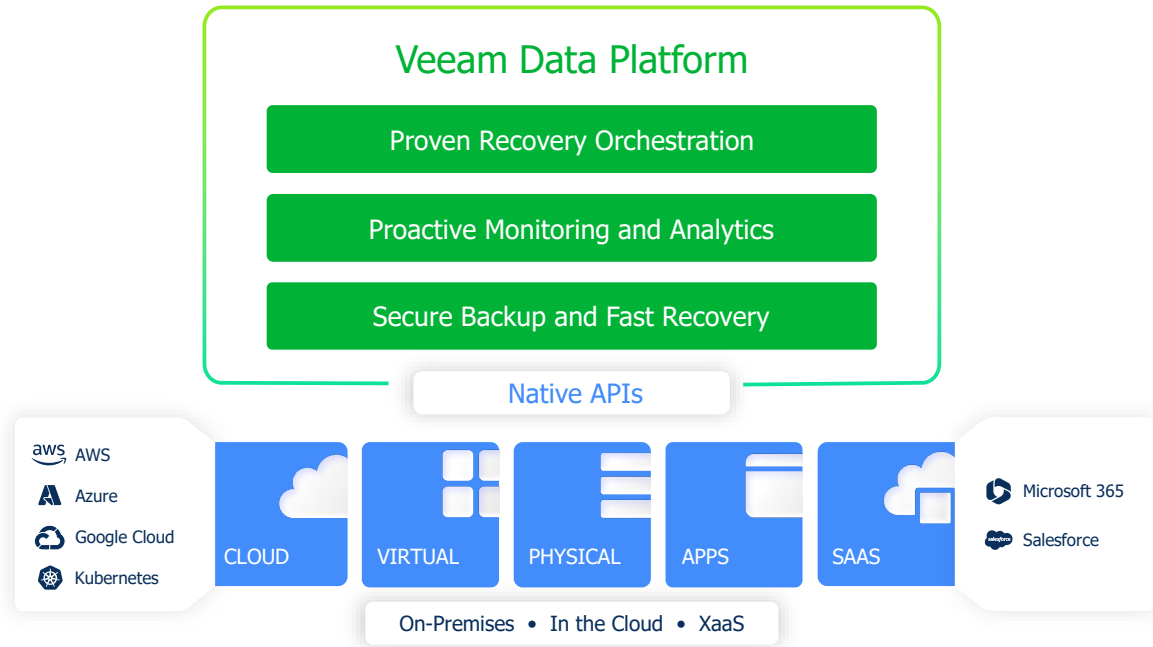 Veeam Data Platform
Proven Recovery Orchestration
Proactive Monitoring and Analytics
Secure Backup and Fast Recovery
Native APIs
aws AWS
Azure
Google Cloud
Kubernetes
CLOUD
VIRTUAL
PHYSICAL
APPS
SAAS
Microsoft 365
salesforce Salesforce
On-Premises • In the Cloud • XaaS